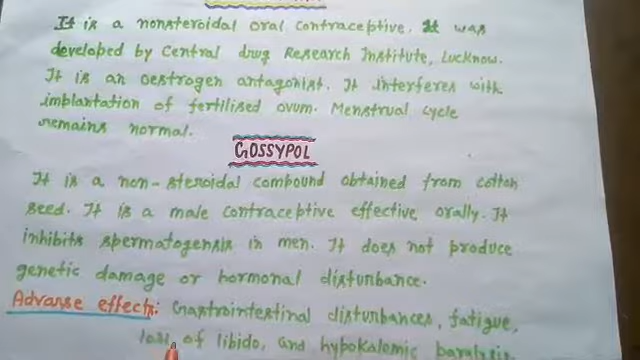 It is a nonsteroidal oral contraceptive. It was
developed by Central drug Research Institute, Lucknow.
It is an oestrogen antagonist. It interferes with
implantation of fertilised ovum. Menstrual cycle
remains normal.
GOSSYPOL
It is a non-steroidal compound obtained from cotton
seed. It is a male contraceptive effective orally. It
inhibits spermatogensis in men. It does not produce
genetic damage or hormonal disturbance.
Advarse effects: Gastrointestinal disturbances, fatigue,
loss of libido, and hypokalemic